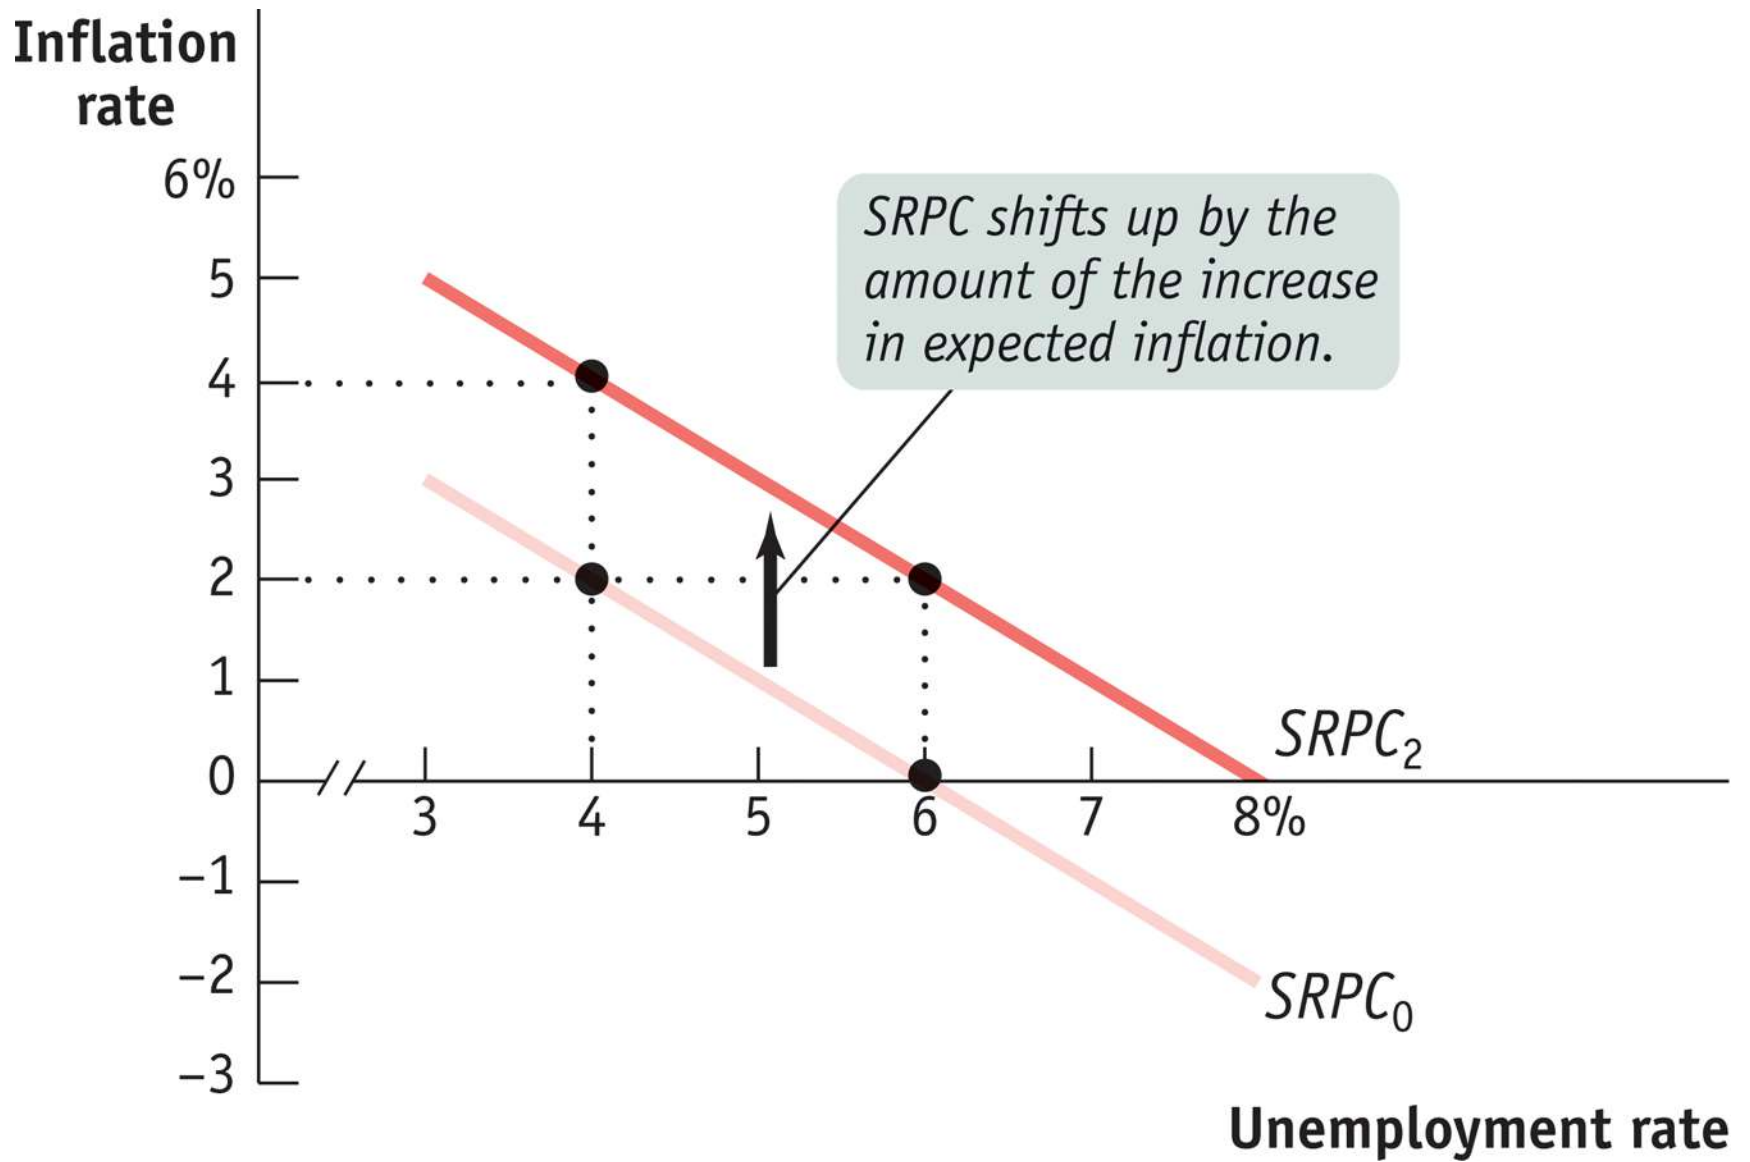 Inflation
rate
6%
5
4
3
2
1
0
−1
−2
−3
SRPC shifts up by the
amount of the increase
in expected inflation.
SRPC₂
3 4 5 6 7 8%
SRPC₀
Unemployment rate